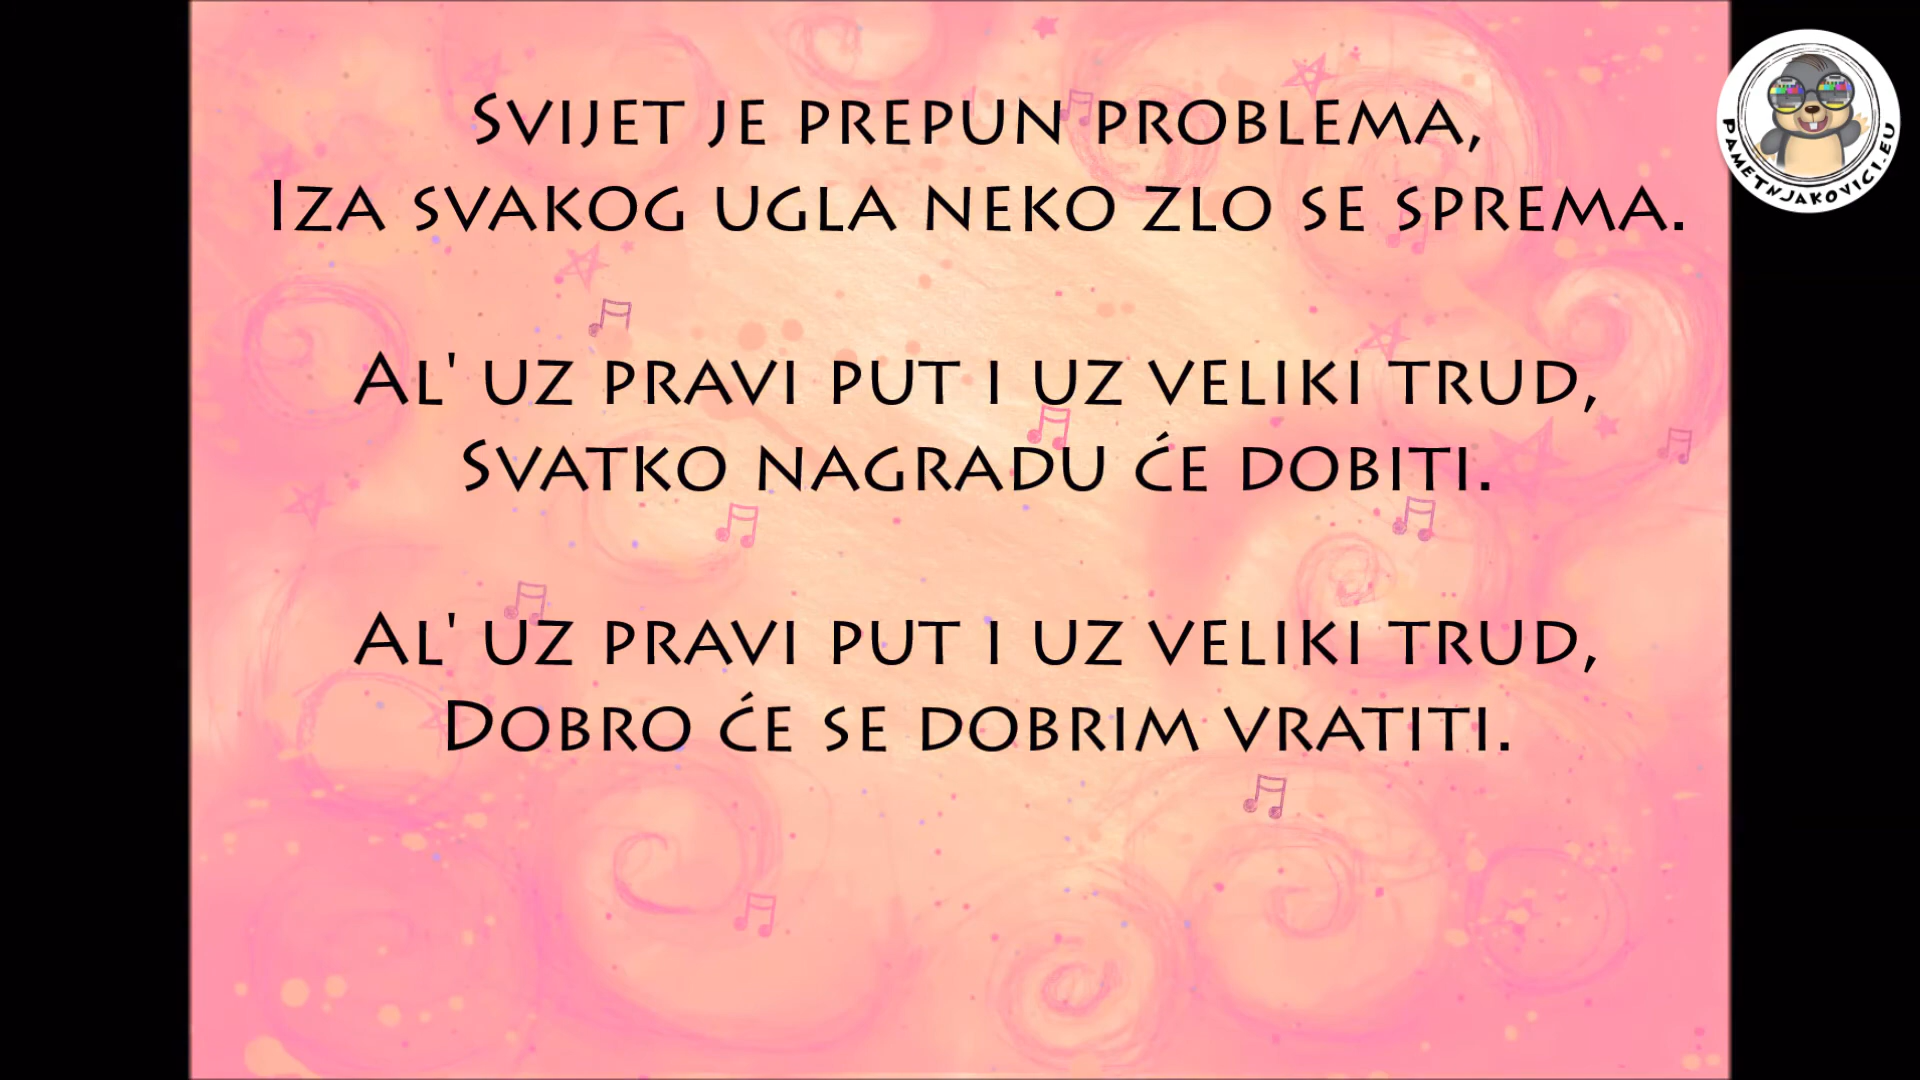 Svijet je prepun problema,
Iza svakog ugla neko zlo se sprema.
Al' uz pravi put i uz veliki trud,
Svatko nagradu će dobiti.
Al' uz pravi put i uz veliki trud,
Dobro će se dobrim vratiti.
PAMETNJAKOVICI.EU